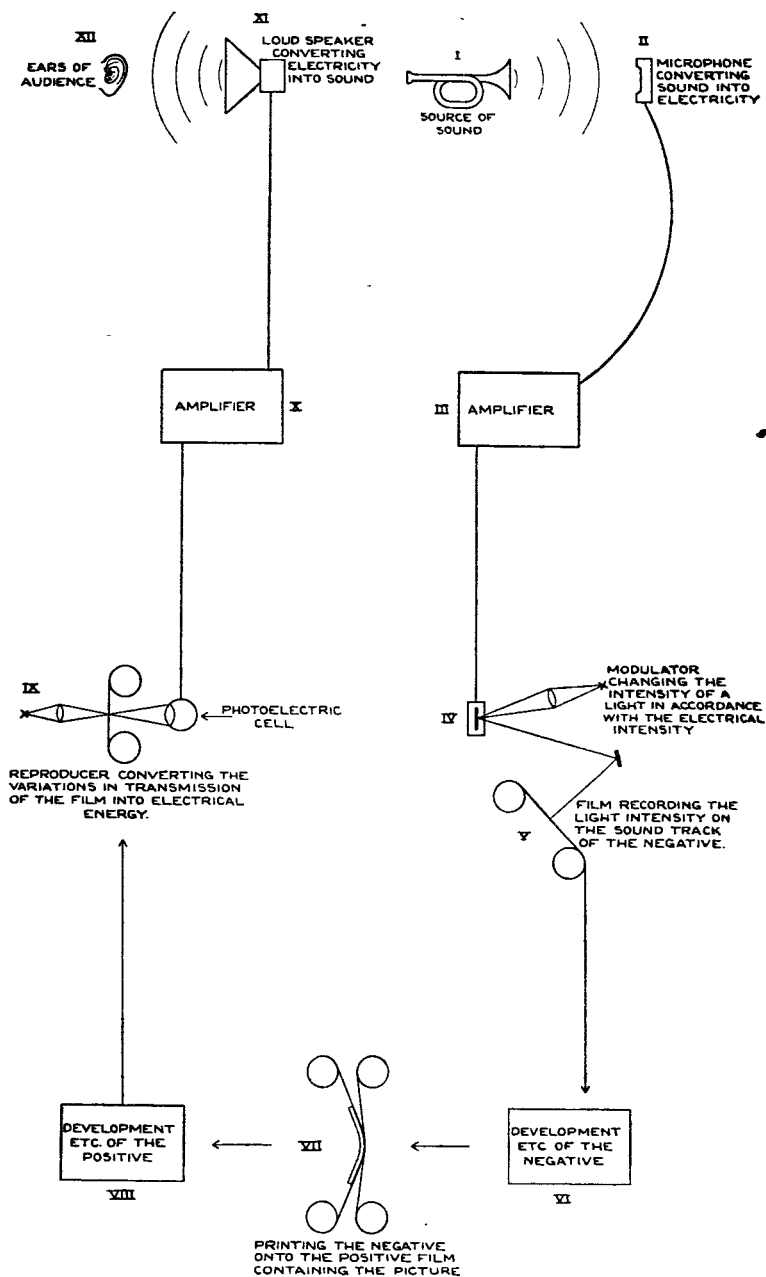 I
SOURCE OF
SOUND
II
MICROPHONE
CONVERTING
SOUND INTO
ELECTRICITY
III
AMPLIFIER
IV
MODULATOR
CHANGING THE
INTENSITY OF A
LIGHT IN ACCORDANCE
WITH THE ELECTRICAL
INTENSITY
V
FILM RECORDING THE
LIGHT INTENSITY ON
THE SOUND TRACK
OF THE NEGATIVE.
DEVELOPMENT
ETC OF THE
NEGATIVE
VI
VII
PRINTING THE NEGATIVE
ONTO THE POSITIVE FILM
CONTAINING THE PICTURE
DEVELOPMENT
ETC. OF THE
POSITIVE
VIII
IX
PHOTOELECTRIC
CELL
REPRODUCER CONVERTING THE
VARIATIONS IN TRANSMISSION
OF THE FILM INTO ELECTRICAL
ENERGY.
AMPLIFIER
X
XI
LOUD SPEAKER
CONVERTING
ELECTRICITY
INTO SOUND
XII
EARS OF
AUDIENCE